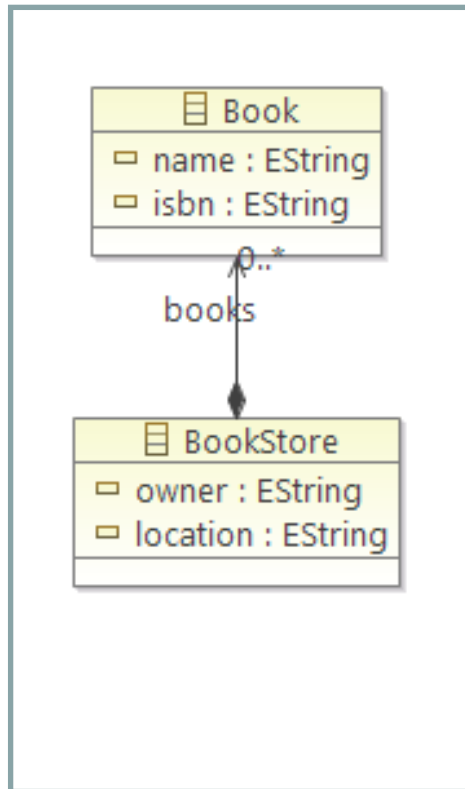 Book
name : EString
isbn : EString
0..*
books
BookStore
owner : EString
location : EString